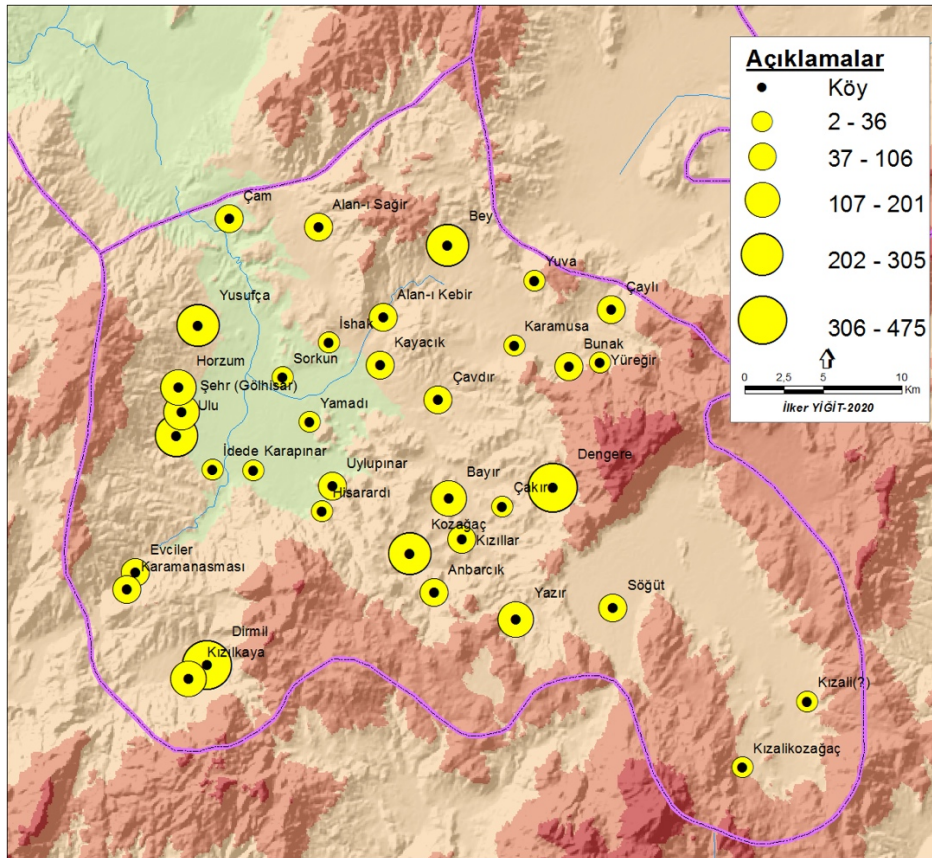 Açıklamalar
Köy
2 - 36
37 - 106
107 - 201
202 - 305
306 - 475
0 2,5 5 10
Km
İlker YİĞİT-2020
Çam
Alan-ı Sağir
Bey
Yuva
Çaylı
Yusufça
Alan-ı Kebir
İshak
Karamusa
Bunak
Yüreğir
Horzum
Sorkun
Kayacık
Şehr (Gölhisar)
Çavdır
Ulu
Yamadı
İdede
Karapınar
Uylupınar
Hisarardı
Bayır
Çakır
Dengere
Kozağaç
Kızıllar
Evciler
Karamanasması
Anbarcık
Yazır
Söğüt
Dirmil
Kızılkaya
Kızali(?)
Kızalikozağaç